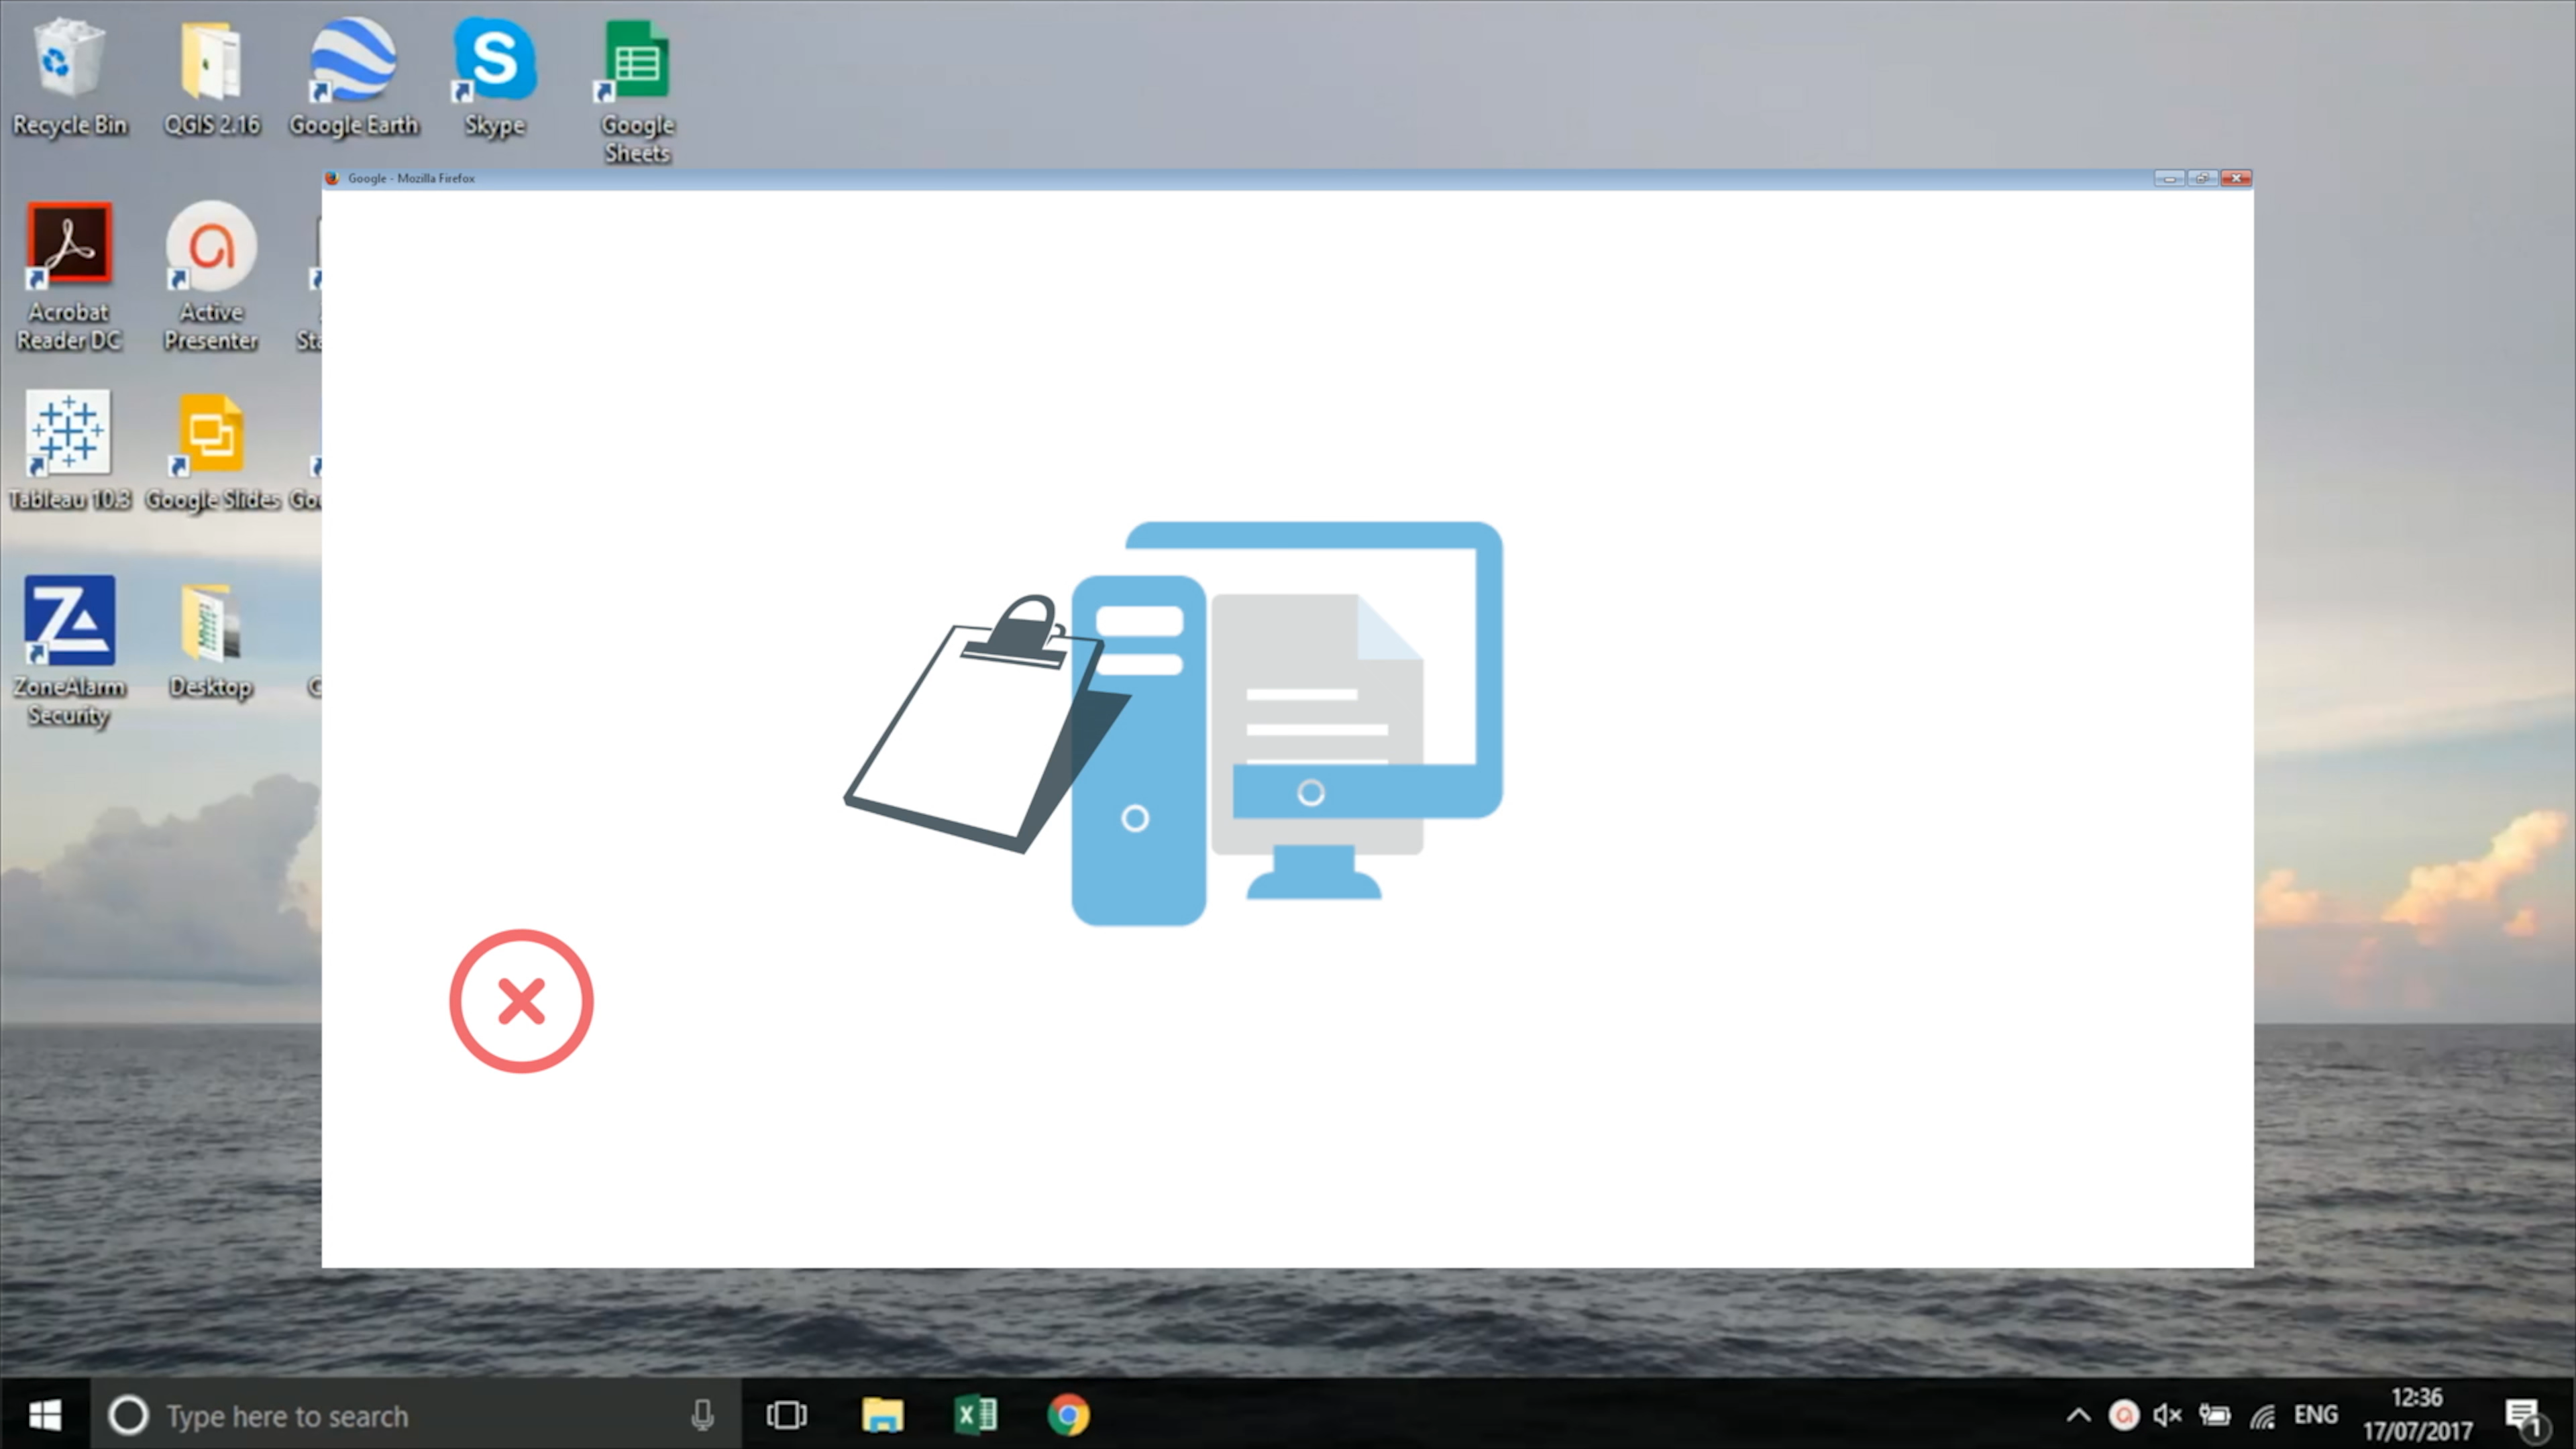 Recycle Bin
QGIS 2.16
Google Earth
Skype
Google
Sheets
Google - Mozilla Firefox
Acrobat
Reader DC
Active
Presenter
Tableau 10.3
Google Slides
ZoneAlarm
Security
Desktop
Type here to search
ENG
12:36
17/07/2017
1